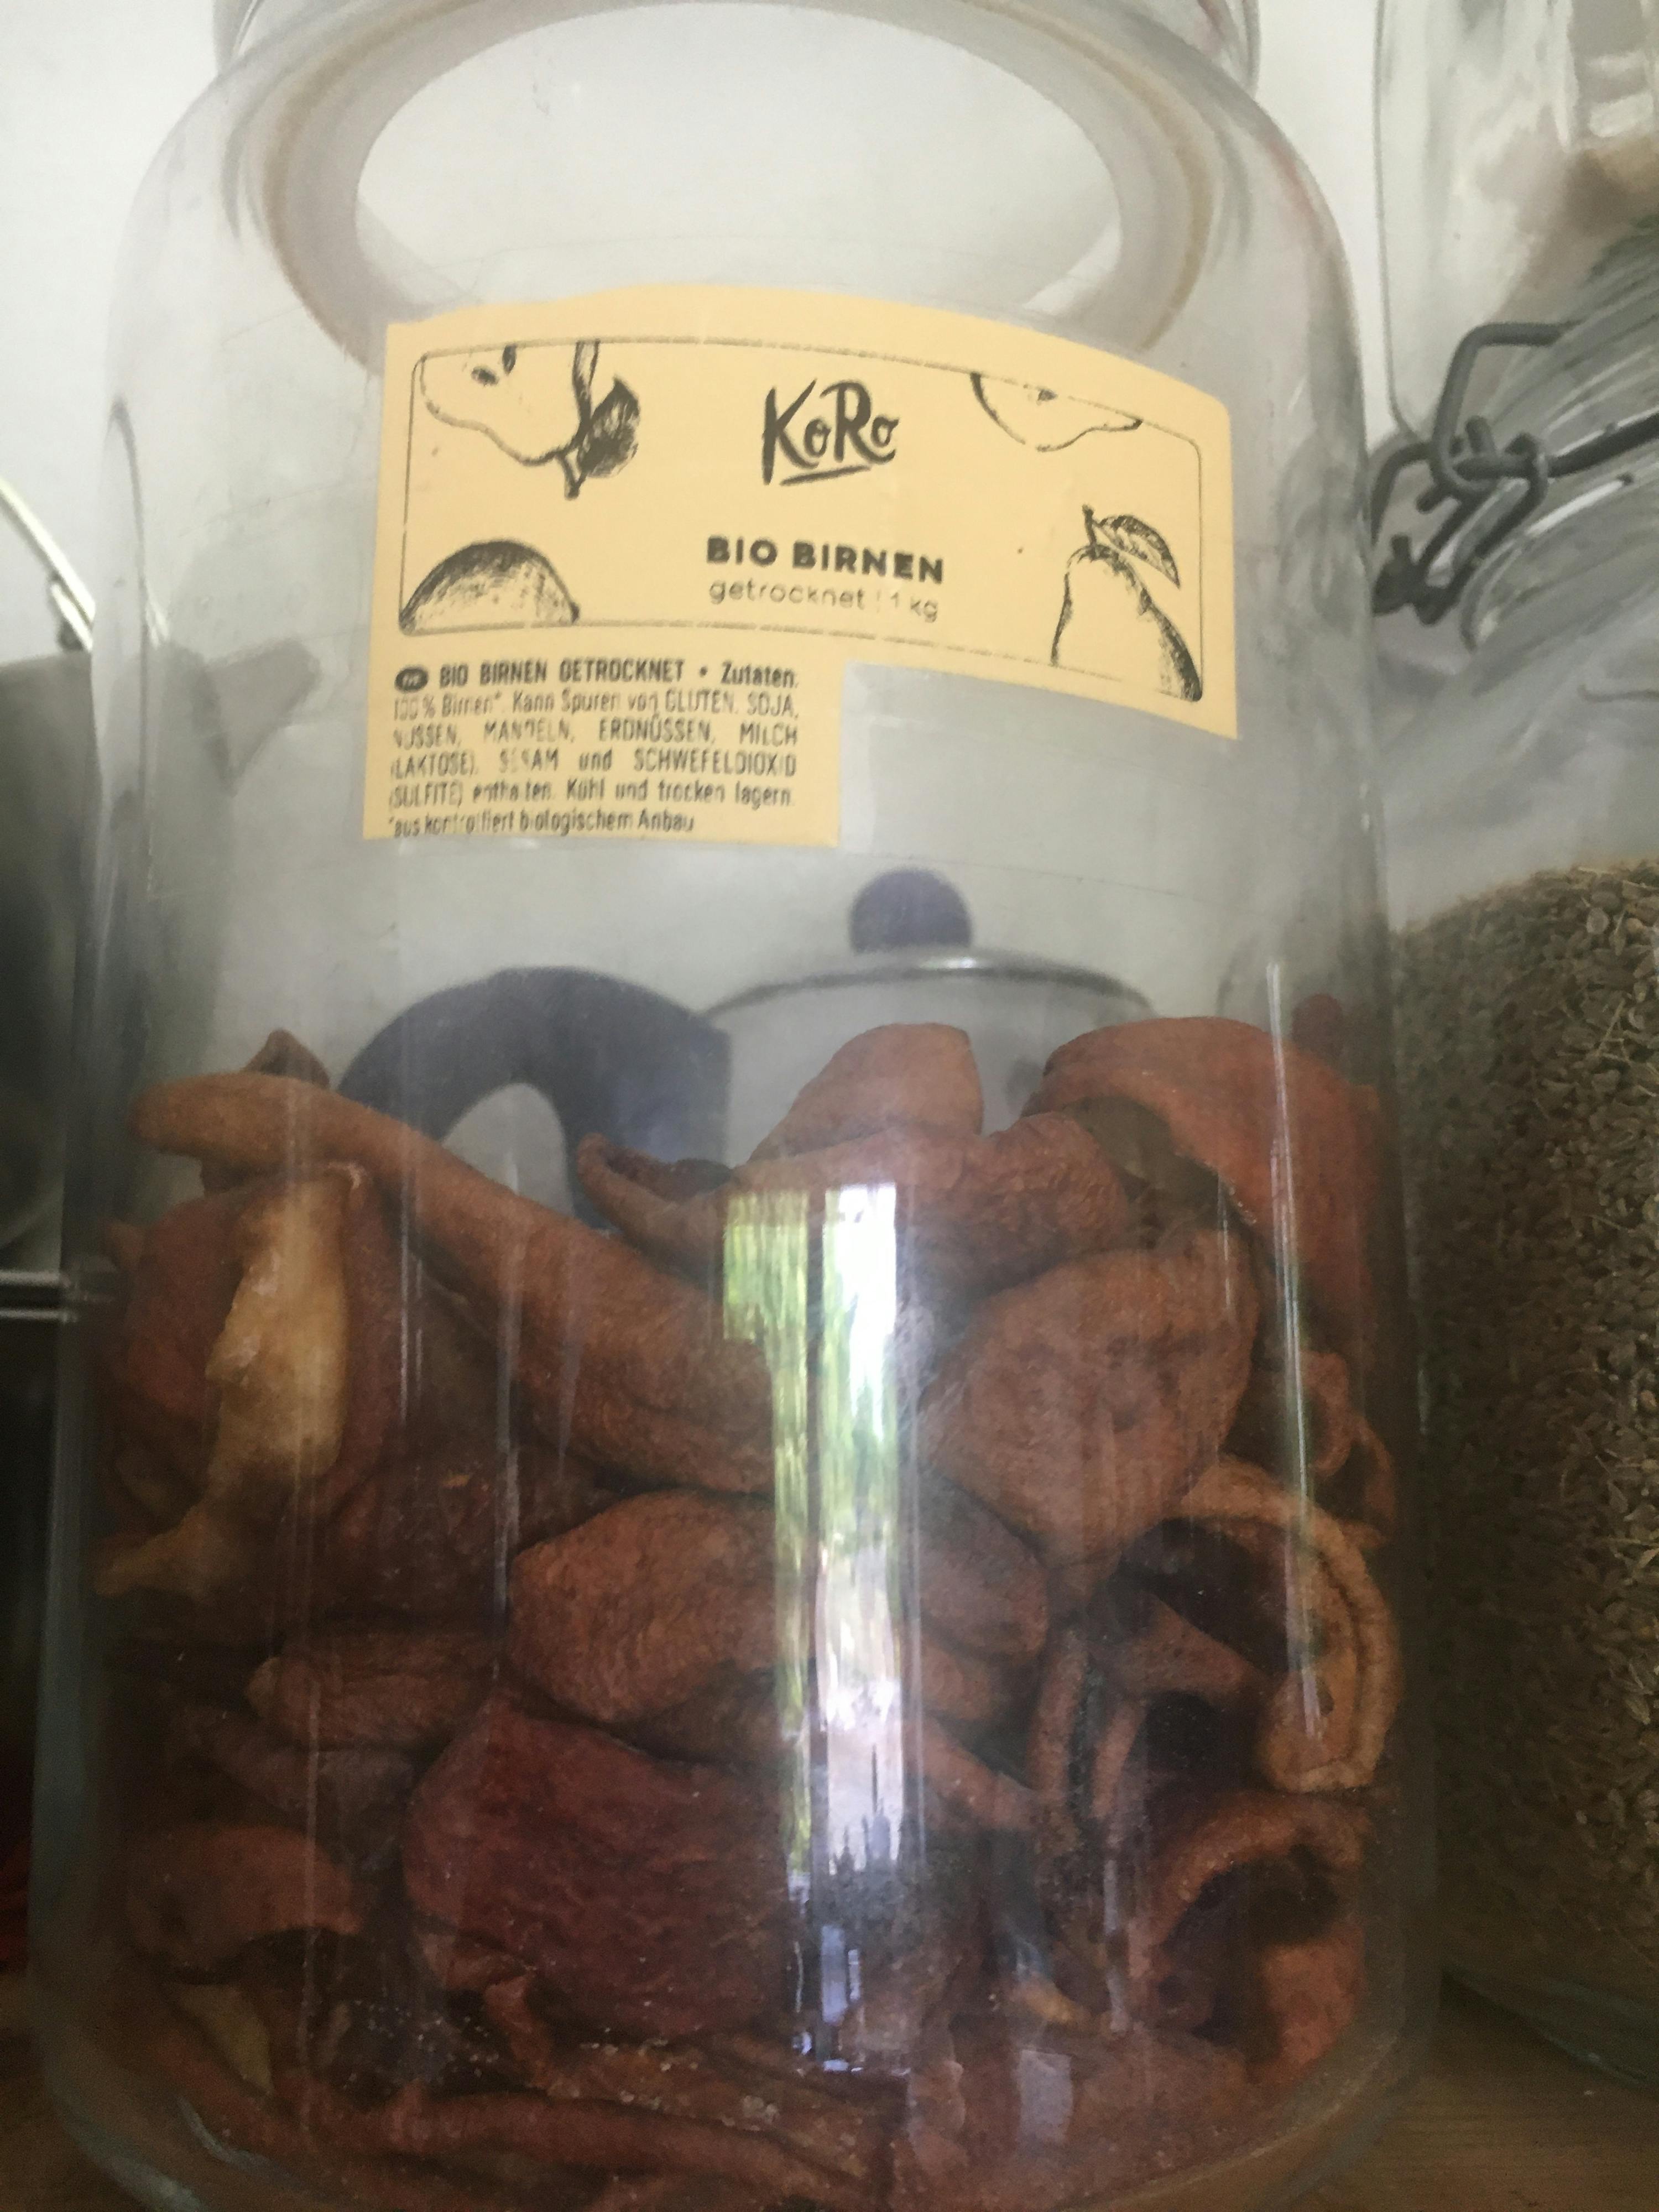 KoRo
BIO BIRNEN
getrocknet | 1 kg
DE BIO BIRNEN GETROCKNET • Zutaten:
100 % Birnen*. Kann Spuren von GLUTEN, SOJA,
NÜSSEN, MANDELN, ERDNÜSSEN, MILCH
(LAKTOSE), SESAM und SCHWEFELDIOXID
(SULFITE) enthalten. Kühl und trocken lagern.
*aus kontrolliert biologischem Anbau